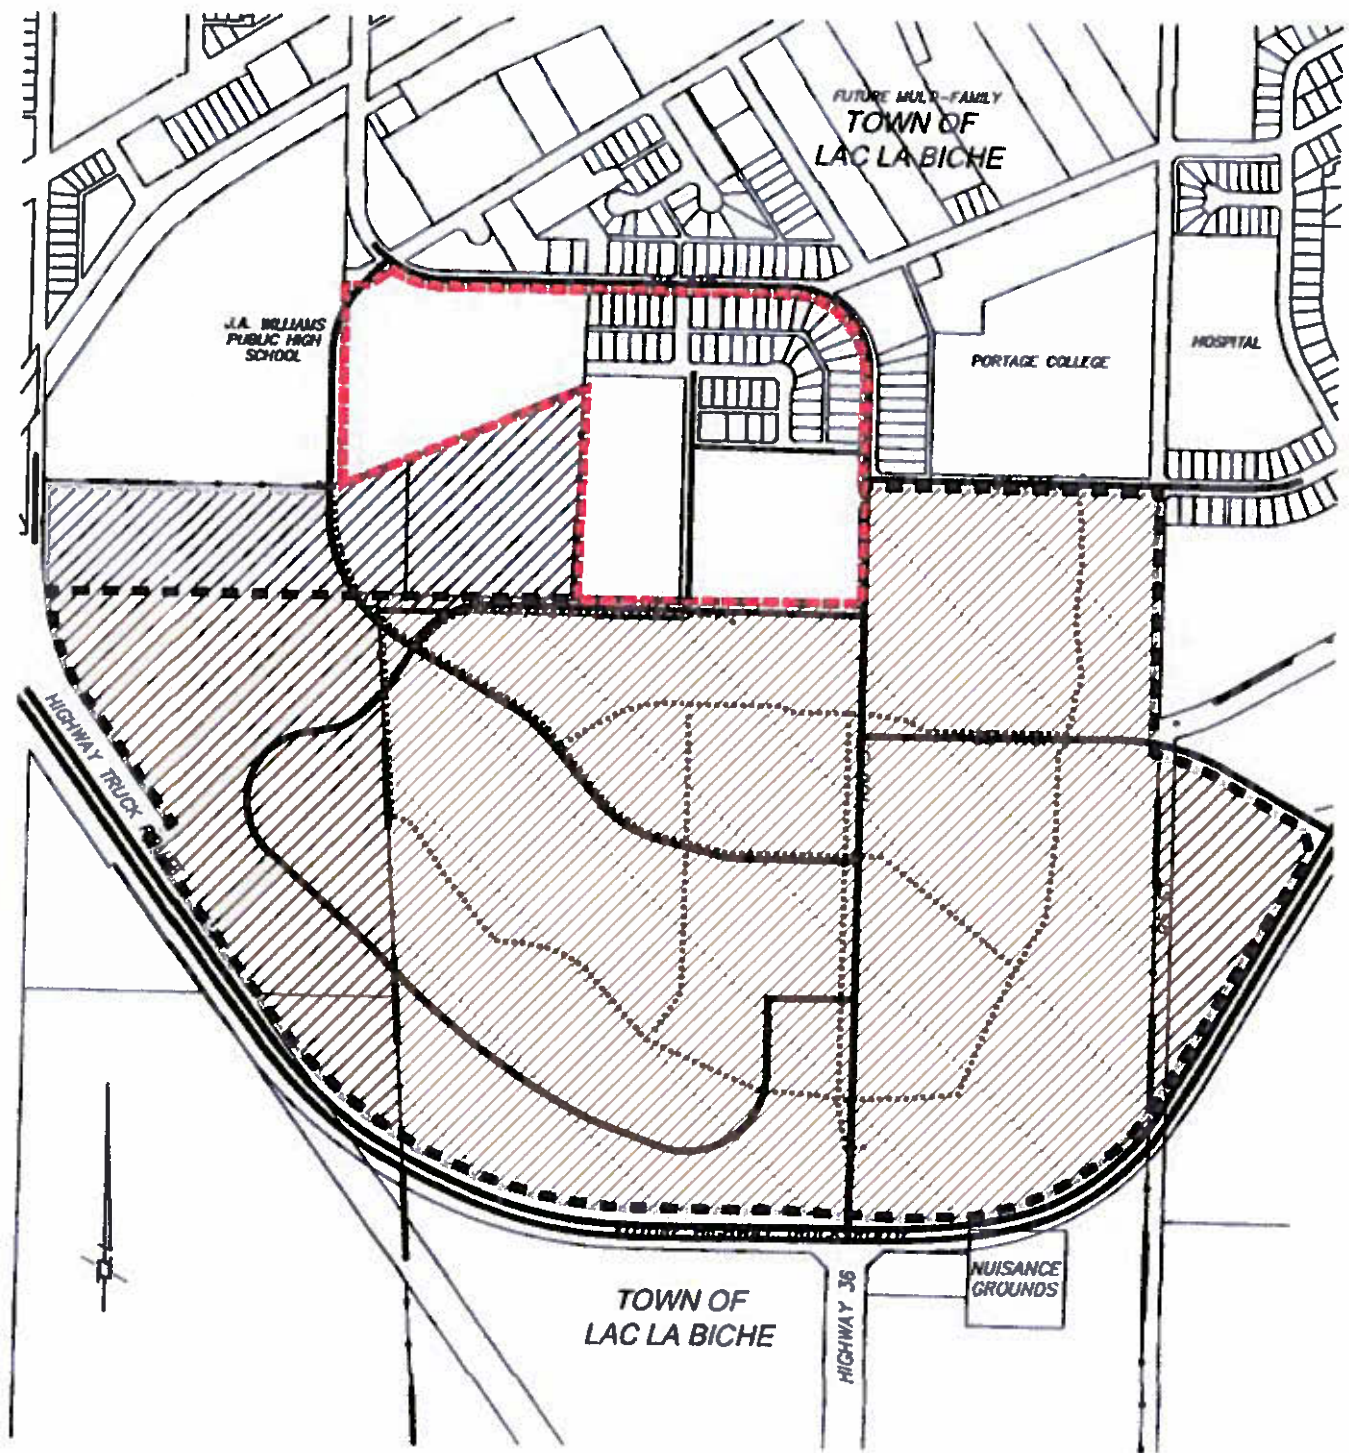 FUTURE MULTI-FAMILY
TOWN OF
LAC LA BICHE
J.A. WILLIAMS
PUBLIC HIGH
SCHOOL
PORTAGE COLLEGE
HOSPITAL
HIGHWAY TRUCK ROUTE
TOWN OF
LAC LA BICHE
HIGHWAY 36
NUISANCE
GROUNDS